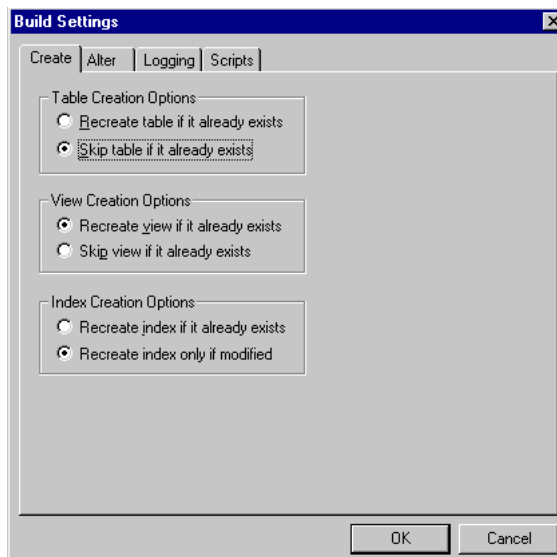 Build Settings
Create Alter Logging Scripts
Table Creation Options
Recreate table if it already exists
Skip table if it already exists
View Creation Options
Recreate view if it already exists
Skip view if it already exists
Index Creation Options
Recreate index if it already exists
Recreate index only if modified
OK Cancel